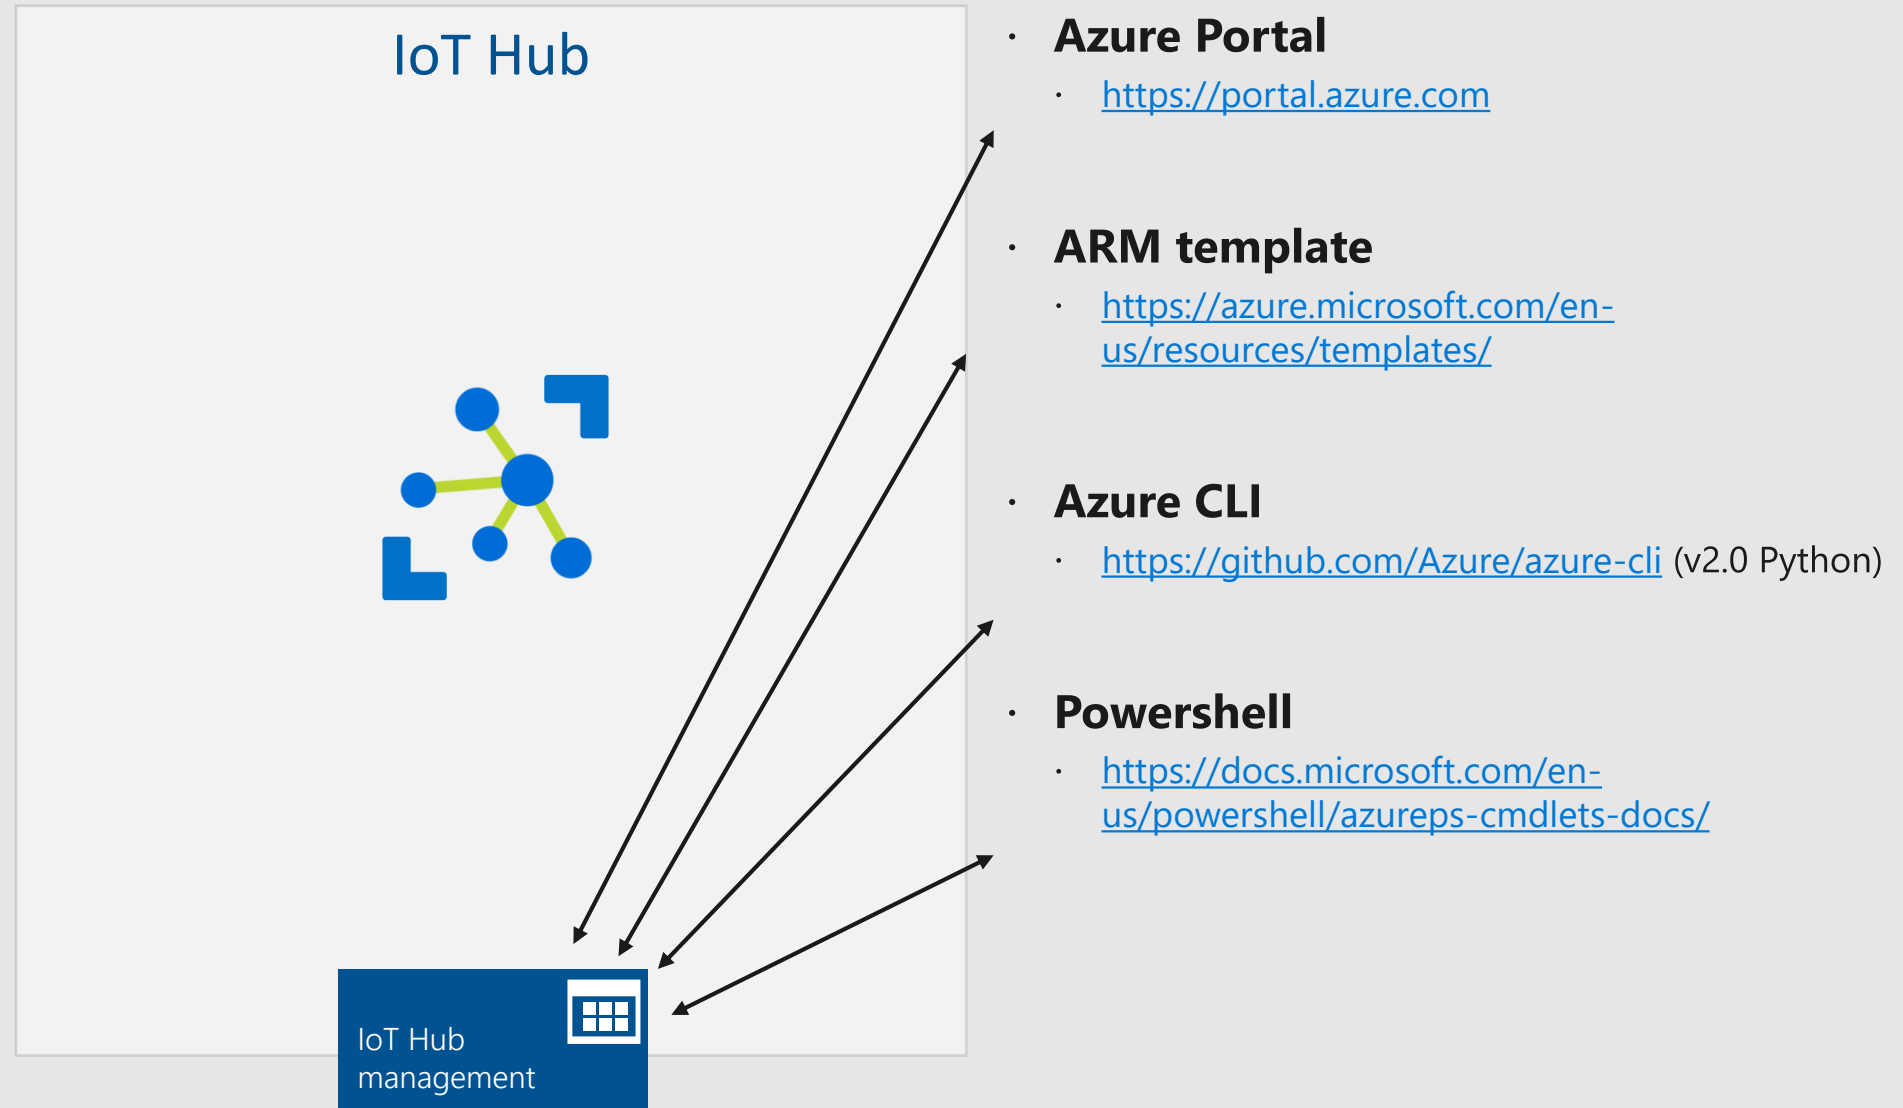 IoT Hub
· Azure Portal
· https://portal.azure.com
· ARM template
· https://azure.microsoft.com/en-
us/resources/templates/
· Azure CLI
· https://github.com/Azure/azure-cli (v2.0 Python)
· Powershell
· https://docs.microsoft.com/en-
us/powershell/azureps-cmdlets-docs/
IoT Hub
management